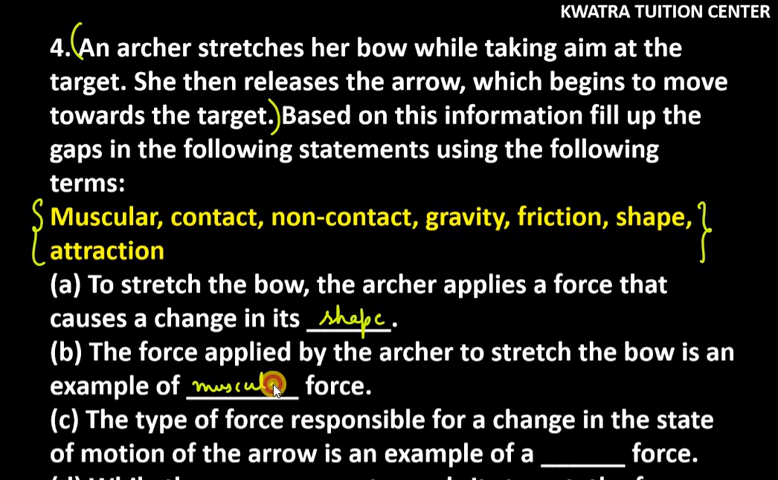 KWATRA TUITION CENTER
4. An archer stretches her bow while taking aim at the
target. She then releases the arrow, which begins to move
towards the target. Based on this information fill up the
gaps in the following statements using the following
terms:
Muscular, contact, non-contact, gravity, friction, shape,
attraction
(a) To stretch the bow, the archer applies a force that
causes a change in its shape.
(b) The force applied by the archer to stretch the bow is an
example of muscul force.
(c) The type of force responsible for a change in the state
of motion of the arrow is an example of a ______ force.